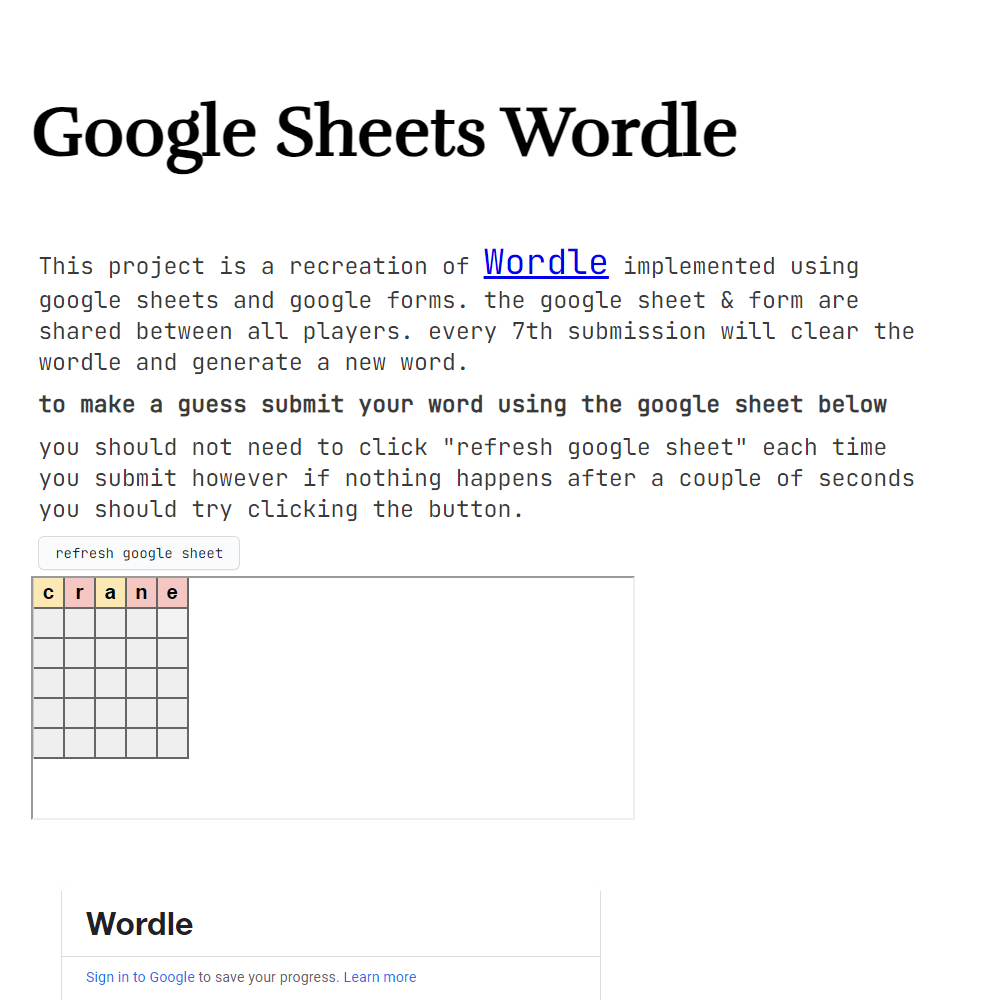 Google Sheets Wordle
This project is a recreation of Wordle implemented using
google sheets and google forms. the google sheet & form are
shared between all players. every 7th submission will clear the
wordle and generate a new word.
to make a guess submit your word using the google sheet below
you should not need to click "refresh google sheet" each time
you submit however if nothing happens after a couple of seconds
you should try clicking the button.
refresh google sheet
c r a n e
Wordle
Sign in to Google to save your progress. Learn more